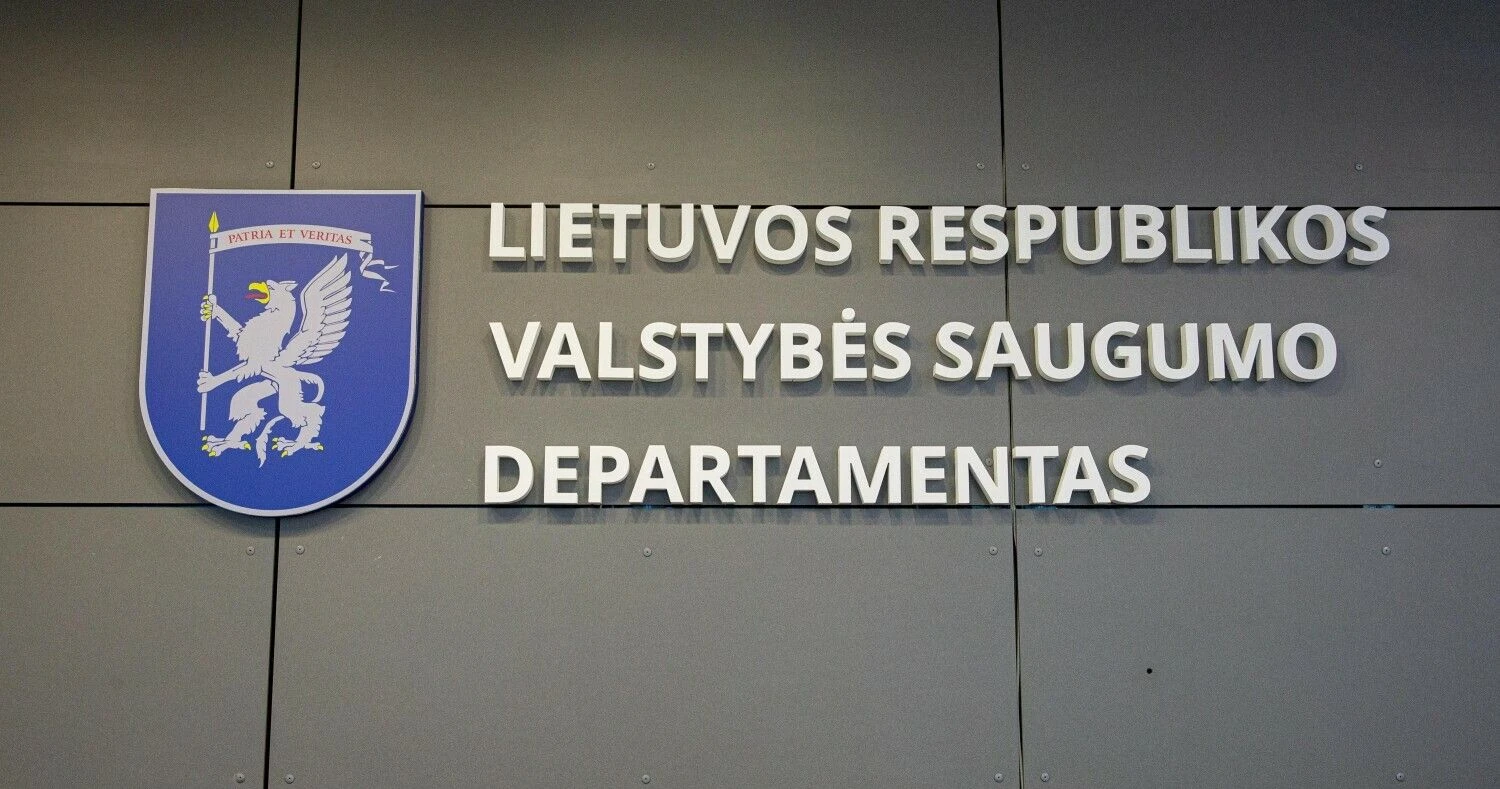 PATRIA ET VERITAS
LIETUVOS RESPUBLIKOS
VALSTYBĖS SAUGUMO
DEPARTAMENTAS